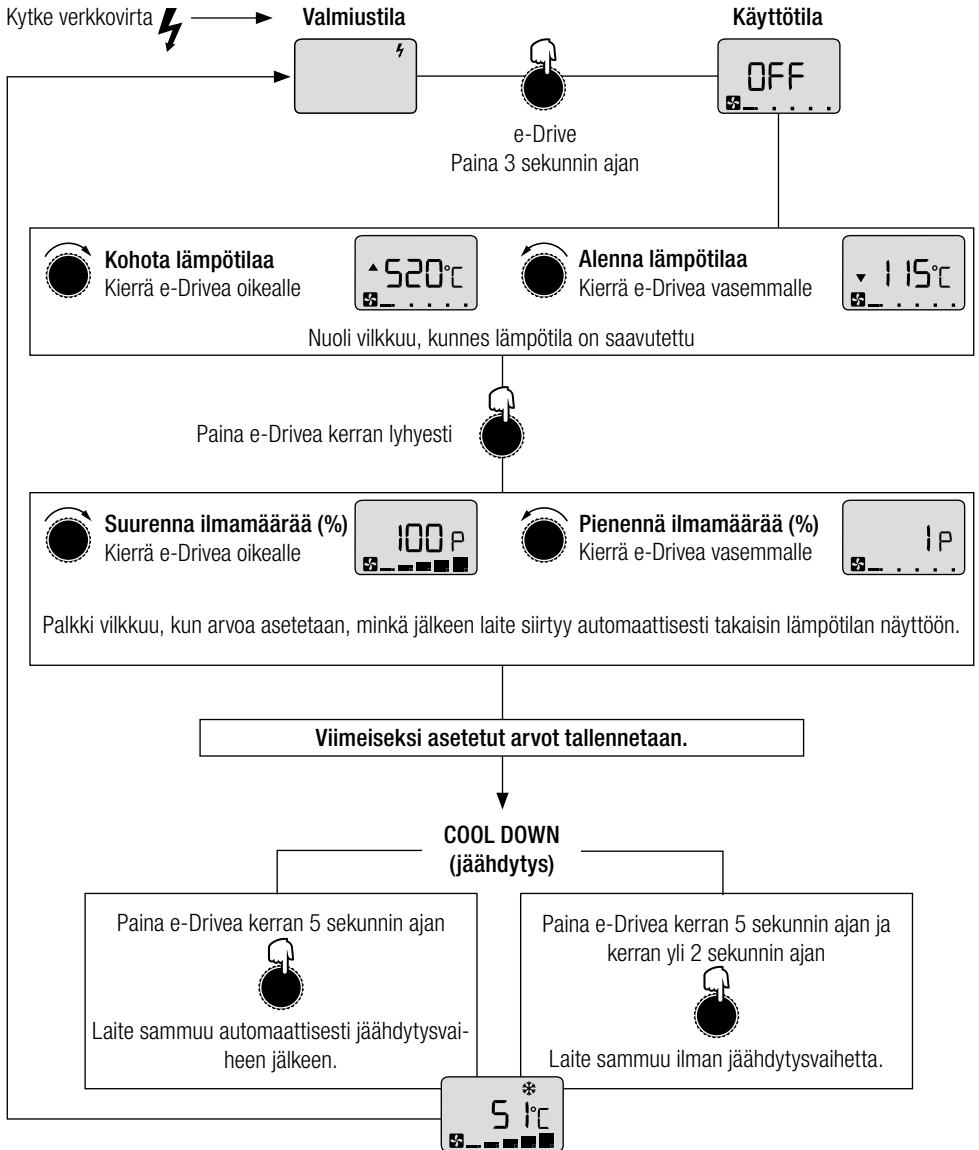 Kytke verkkovirta
Valmiustila
Käyttötila
OFF
e-Drive
Paina 3 sekunnin ajan
Kohota lämpötilaa
Kierrä e-Drivea oikealle
520°C
Alenna lämpötilaa
Kierrä e-Drivea vasemmalle
115°C
Nuoli vilkkuu, kunnes lämpötila on saavutettu
Paina e-Drivea kerran lyhyesti
Suurenna ilmamäärää (%)
Kierrä e-Drivea oikealle
100 P
Pienennä ilmamäärää (%)
Kierrä e-Drivea vasemmalle
1 P
Palkki vilkkuu, kun arvoa asetetaan, minkä jälkeen laite siirtyy automaattisesti takaisin lämpötilan näyttöön.
Viimeiseksi asetetut arvot tallennetaan.
COOL DOWN
(jäähdytys)
Paina e-Drivea kerran 5 sekunnin ajan
Laite sammuu automaattisesti jäähdytysvai-
heen jälkeen.
Paina e-Drivea kerran 5 sekunnin ajan ja
kerran yli 2 sekunnin ajan
Laite sammuu ilman jäähdytysvaihetta.
51°C